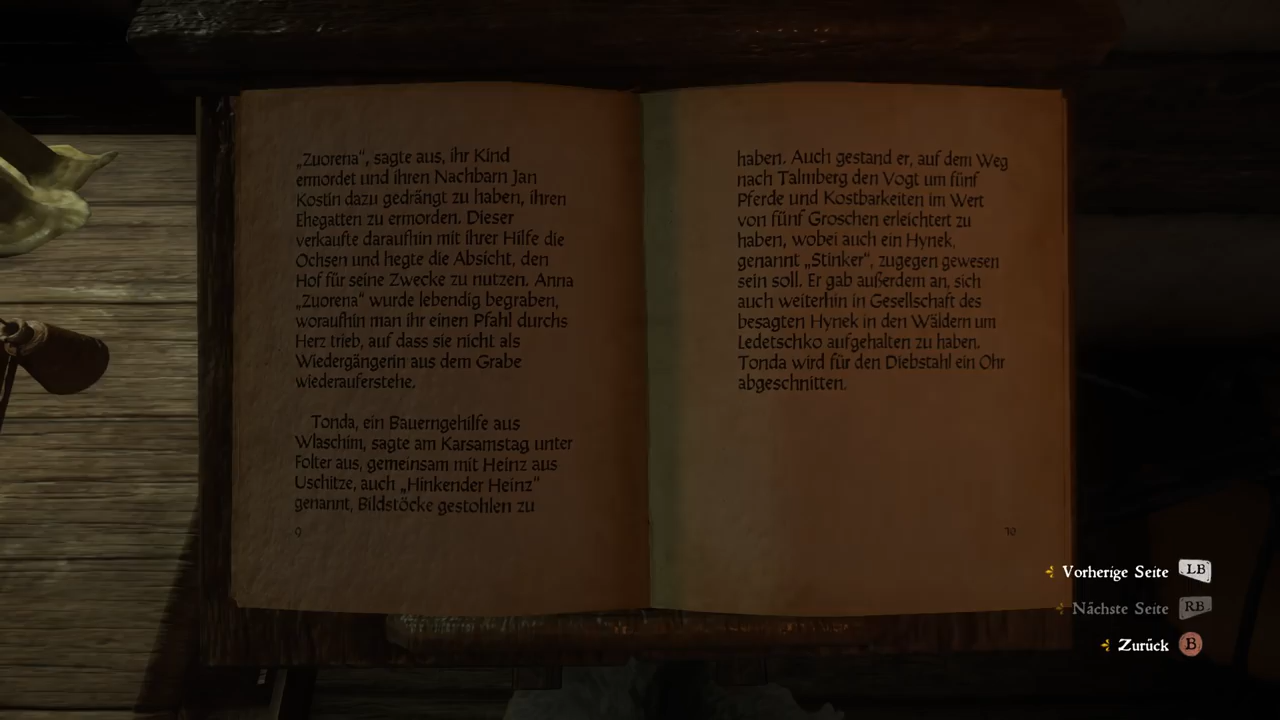 „Zuorena“, sagte aus, ihr Kind
ermordet und ihren Nachbarn Jan
Kostin dazu gedrängt zu haben, ihren
Ehegatten zu ermorden. Dieser
verkaufte daraufhin mit ihrer Hilfe die
Ochsen und hegte die Absicht, den
Hof für seine Zwecke zu nutzen. Anna
„Zuorena“ wurde lebendig begraben,
woraufhin man ihr einen Pfahl durchs
Herz trieb, auf dass sie nicht als
Wiedergängerin aus dem Grabe
wiederauferstehe.
Tonda, ein Bauerngehilfe aus
Wlaschim, sagte am Karsamstag unter
Folter aus, gemeinsam mit Heinz aus
Uschitze, auch „Hinkender Heinz“
genannt, Bildstöcke gestohlen zu
9
haben. Auch gestand er, auf dem Weg
nach Talmberg den Vogt um fünf
Pferde und Kostbarkeiten im Wert
von fünf Groschen erleichtert zu
haben, wobei auch ein Hynek,
genannt „Stinker“, zugegen gewesen
sein soll. Er gab außerdem an, sich
auch weiterhin in Gesellschaft des
besagten Hynek in den Wäldern um
Ledetschko aufgehalten zu haben.
Tonda wird für den Diebstahl ein Ohr
abgeschnitten.
10
Vorherige Seite LB
Nächste Seite RB
Zurück B